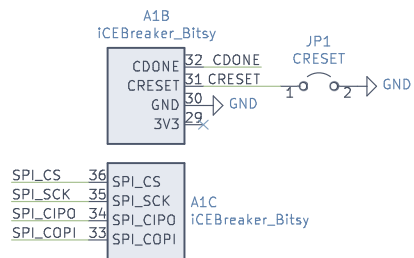 A1B
iCEBreaker_Bitsy
CDONE 32 CDONE
CRESET 31 CRESET
GND 30 GND
3V3 29
JP1
CRESET
1 2 GND
SPI_CS 36 SPI_CS
SPI_SCK 35 SPI_SCK
SPI_CIPO 34 SPI_CIPO
SPI_COPI 33 SPI_COPI
A1C
iCEBreaker_Bitsy